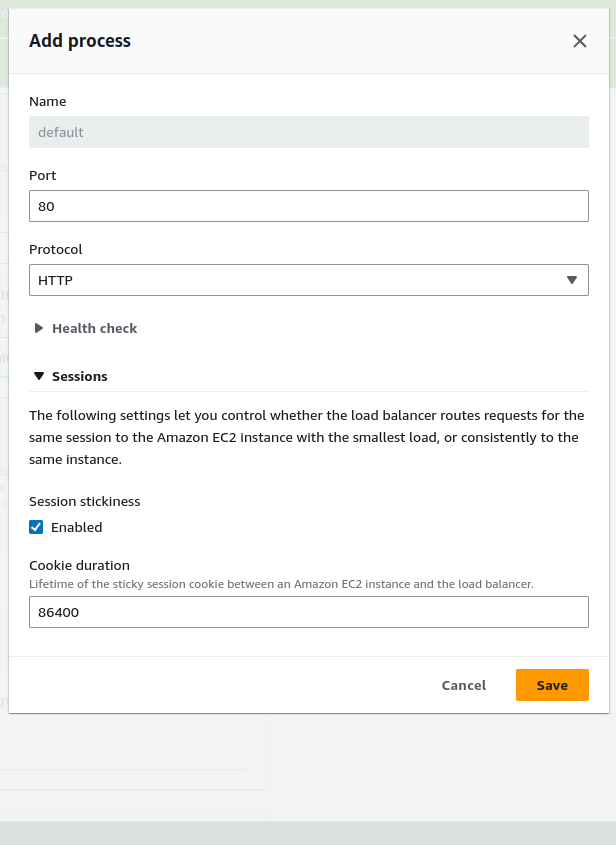 Add process
Name
default
Port
80
Protocol
HTTP
Health check
Sessions
The following settings let you control whether the load balancer routes requests for the
same session to the Amazon EC2 instance with the smallest load, or consistently to the
same instance.
Session stickiness
Enabled
Cookie duration
Lifetime of the sticky session cookie between an Amazon EC2 instance and the load balancer.
86400
Cancel
Save